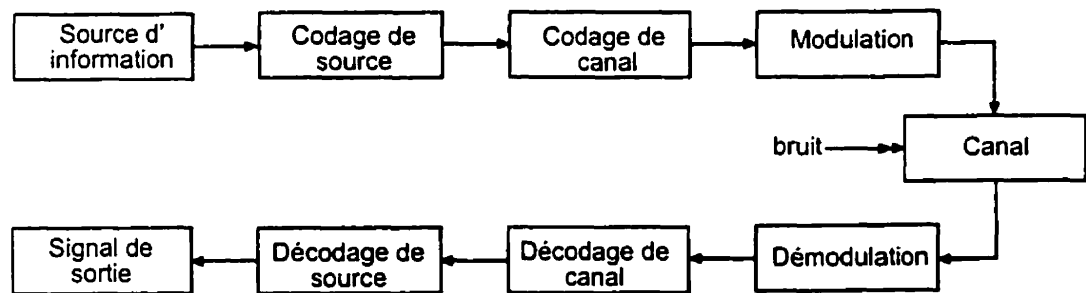 Source d'
information
Codage de
source
Codage de
canal
Modulation
bruit
Canal
Signal de
sortie
Décodage de
source
Décodage de
canal
Démodulation